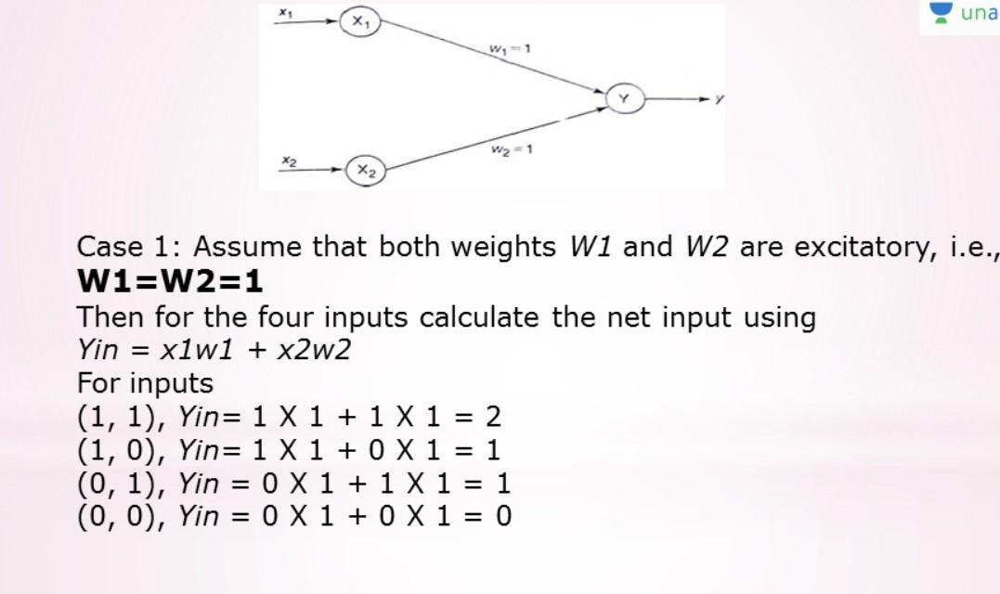 x1
X1
una
w1 = 1
Y
y
w2 = 1
x2
X2
Case 1: Assume that both weights W1 and W2 are excitatory, i.e.,
W1=W2=1
Then for the four inputs calculate the net input using
Yin = x1w1 + x2w2
For inputs
(1, 1), Yin= 1 X 1 + 1 X 1 = 2
(1, 0), Yin= 1 X 1 + 0 X 1 = 1
(0, 1), Yin = 0 X 1 + 1 X 1 = 1
(0, 0), Yin = 0 X 1 + 0 X 1 = 0